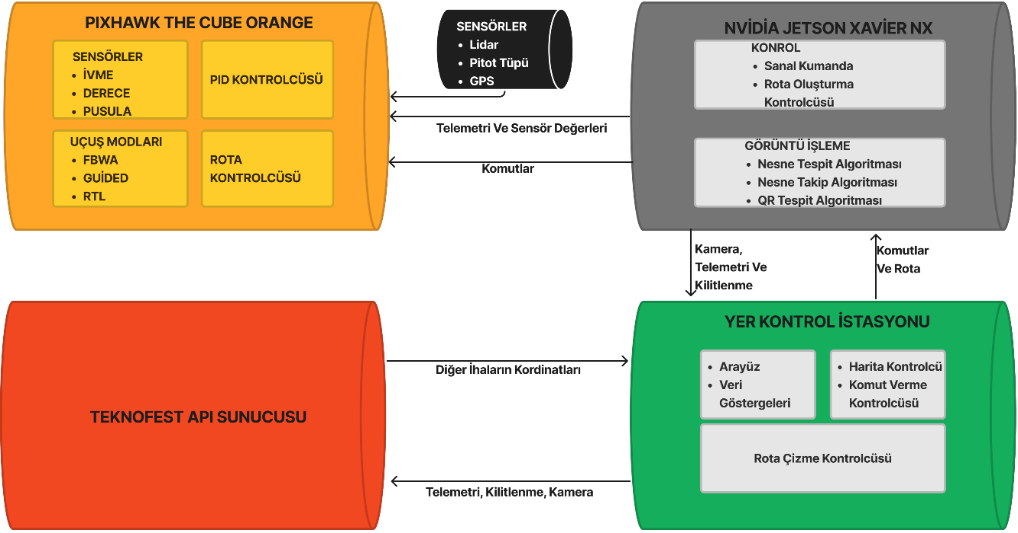 PIXHAWK THE CUBE ORANGE
SENSÖRLER
• İVME
• DERECE
• PUSULA
PID KONTROLCÜSÜ
UÇUŞ MODLARI
• FBWA
• GUİDED
• RTL
ROTA
KONTROLCÜSÜ
SENSÖRLER
• Lidar
• Pitot Tüpü
• GPS
Telemetri Ve Sensör Değerleri
Komutlar
NVİDİA JETSON XAVİER NX
KONROL
• Sanal Kumanda
• Rota Oluşturma
Kontrolcüsü
GÖRÜNTÜ İŞLEME
• Nesne Tespit Algoritması
• Nesne Takip Algoritması
• QR Tespit Algoritması
Kamera,
Telemetri Ve
Kilitlenme
Komutlar
Ve Rota
TEKNOFEST API SUNUCUSU
Diğer İhaların Kordinatları
Telemetri, Kilitlenme, Kamera
YER KONTROL İSTASYONU
• Arayüz
• Veri
Göstergeleri
• Harita Kontrolcü
• Komut Verme
Kontrolcüsü
Rota Çizme Kontrolcüsü